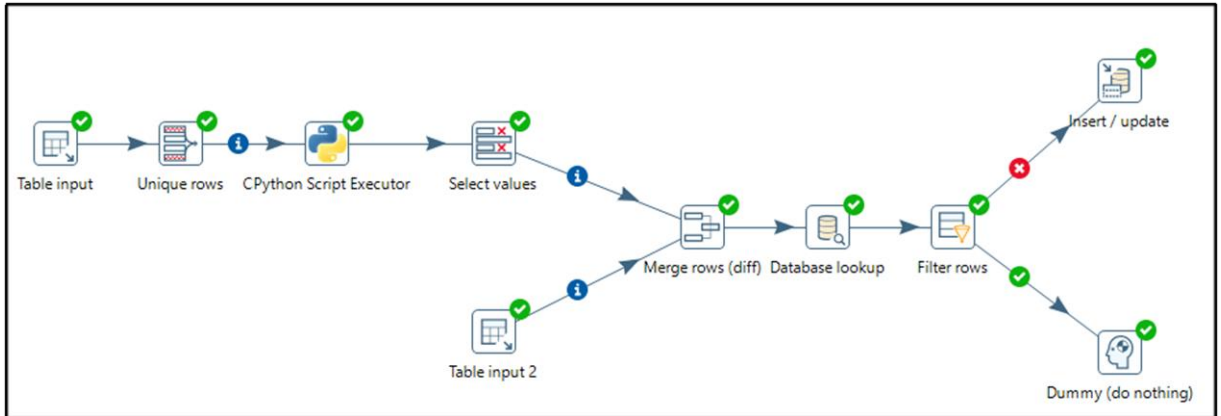 Insert / update
Table input
Unique rows
CPython Script Executor
Select values
Merge rows (diff)
Database lookup
Filter rows
Table input 2
Dummy (do nothing)